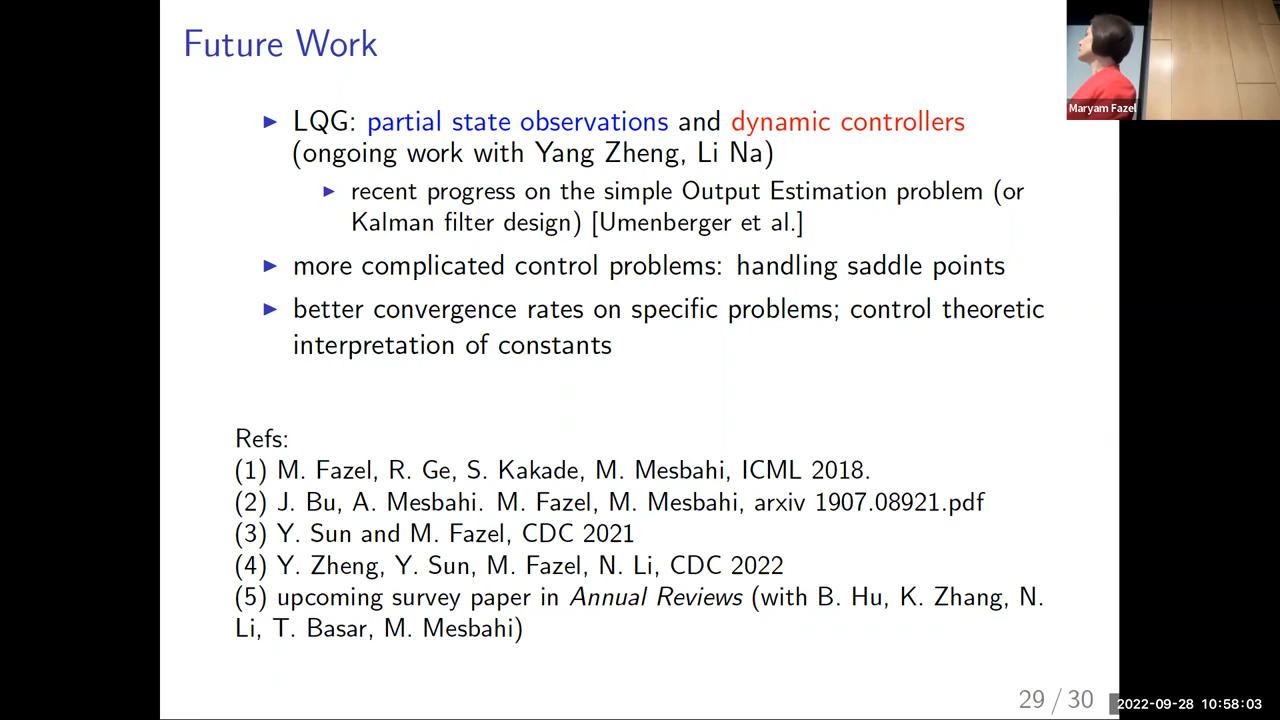 Future Work
▶ LQG: partial state observations and dynamic controllers
(ongoing work with Yang Zheng, Li Na)
▶ recent progress on the simple Output Estimation problem (or
Kalman filter design) [Umenberger et al.]
▶ more complicated control problems: handling saddle points
▶ better convergence rates on specific problems; control theoretic
interpretation of constants
Refs:
(1) M. Fazel, R. Ge, S. Kakade, M. Mesbahi, ICML 2018.
(2) J. Bu, A. Mesbahi. M. Fazel, M. Mesbahi, arxiv 1907.08921.pdf
(3) Y. Sun and M. Fazel, CDC 2021
(4) Y. Zheng, Y. Sun, M. Fazel, N. Li, CDC 2022
(5) upcoming survey paper in Annual Reviews (with B. Hu, K. Zhang, N.
Li, T. Basar, M. Mesbahi)
29 / 30
Maryam Fazel
2022-09-28 10:58:03